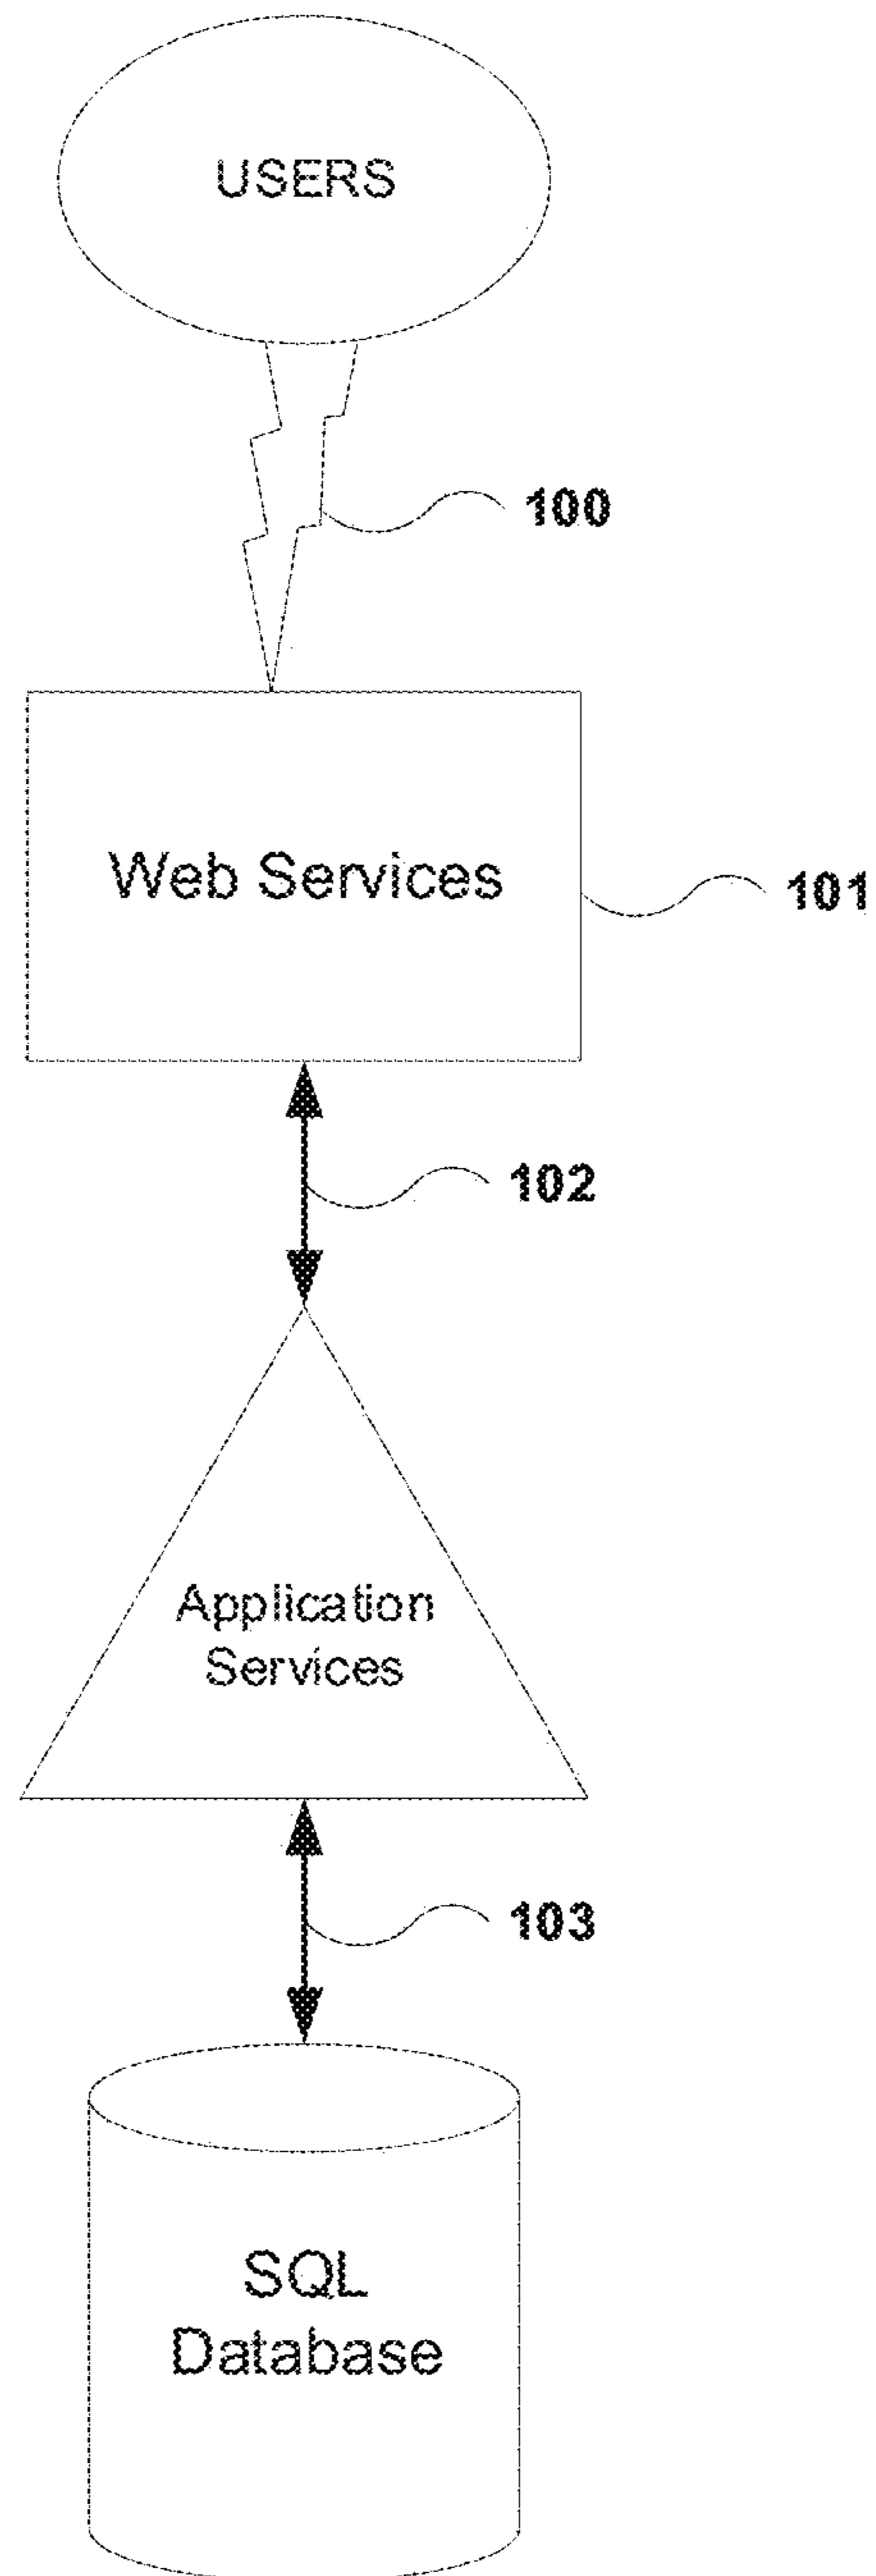 USERS
100
Web Services
101
102
Application
Services
103
SQL
Database